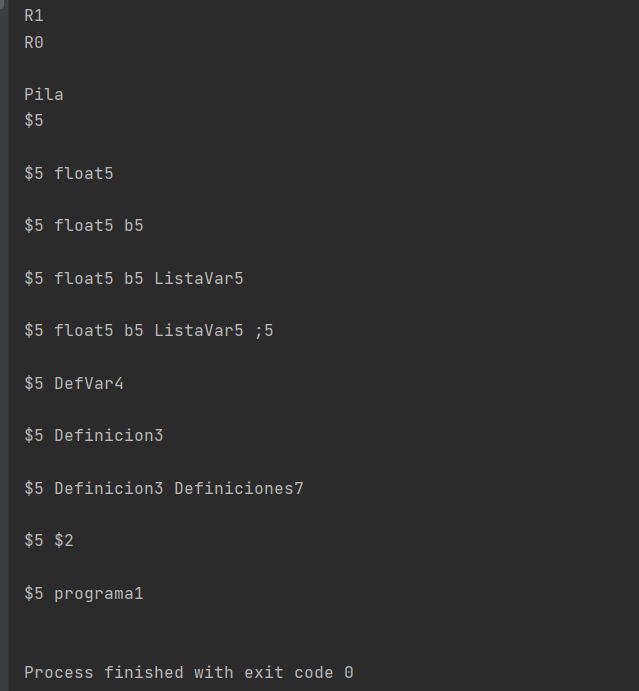 R1
R0
Pila
$5
$5 float5
$5 float5 b5
$5 float5 b5 ListaVar5
$5 float5 b5 ListaVar5 ;5
$5 DefVar4
$5 Definicion3
$5 Definicion3 Definiciones7
$5 $2
$5 programa1
Process finished with exit code 0